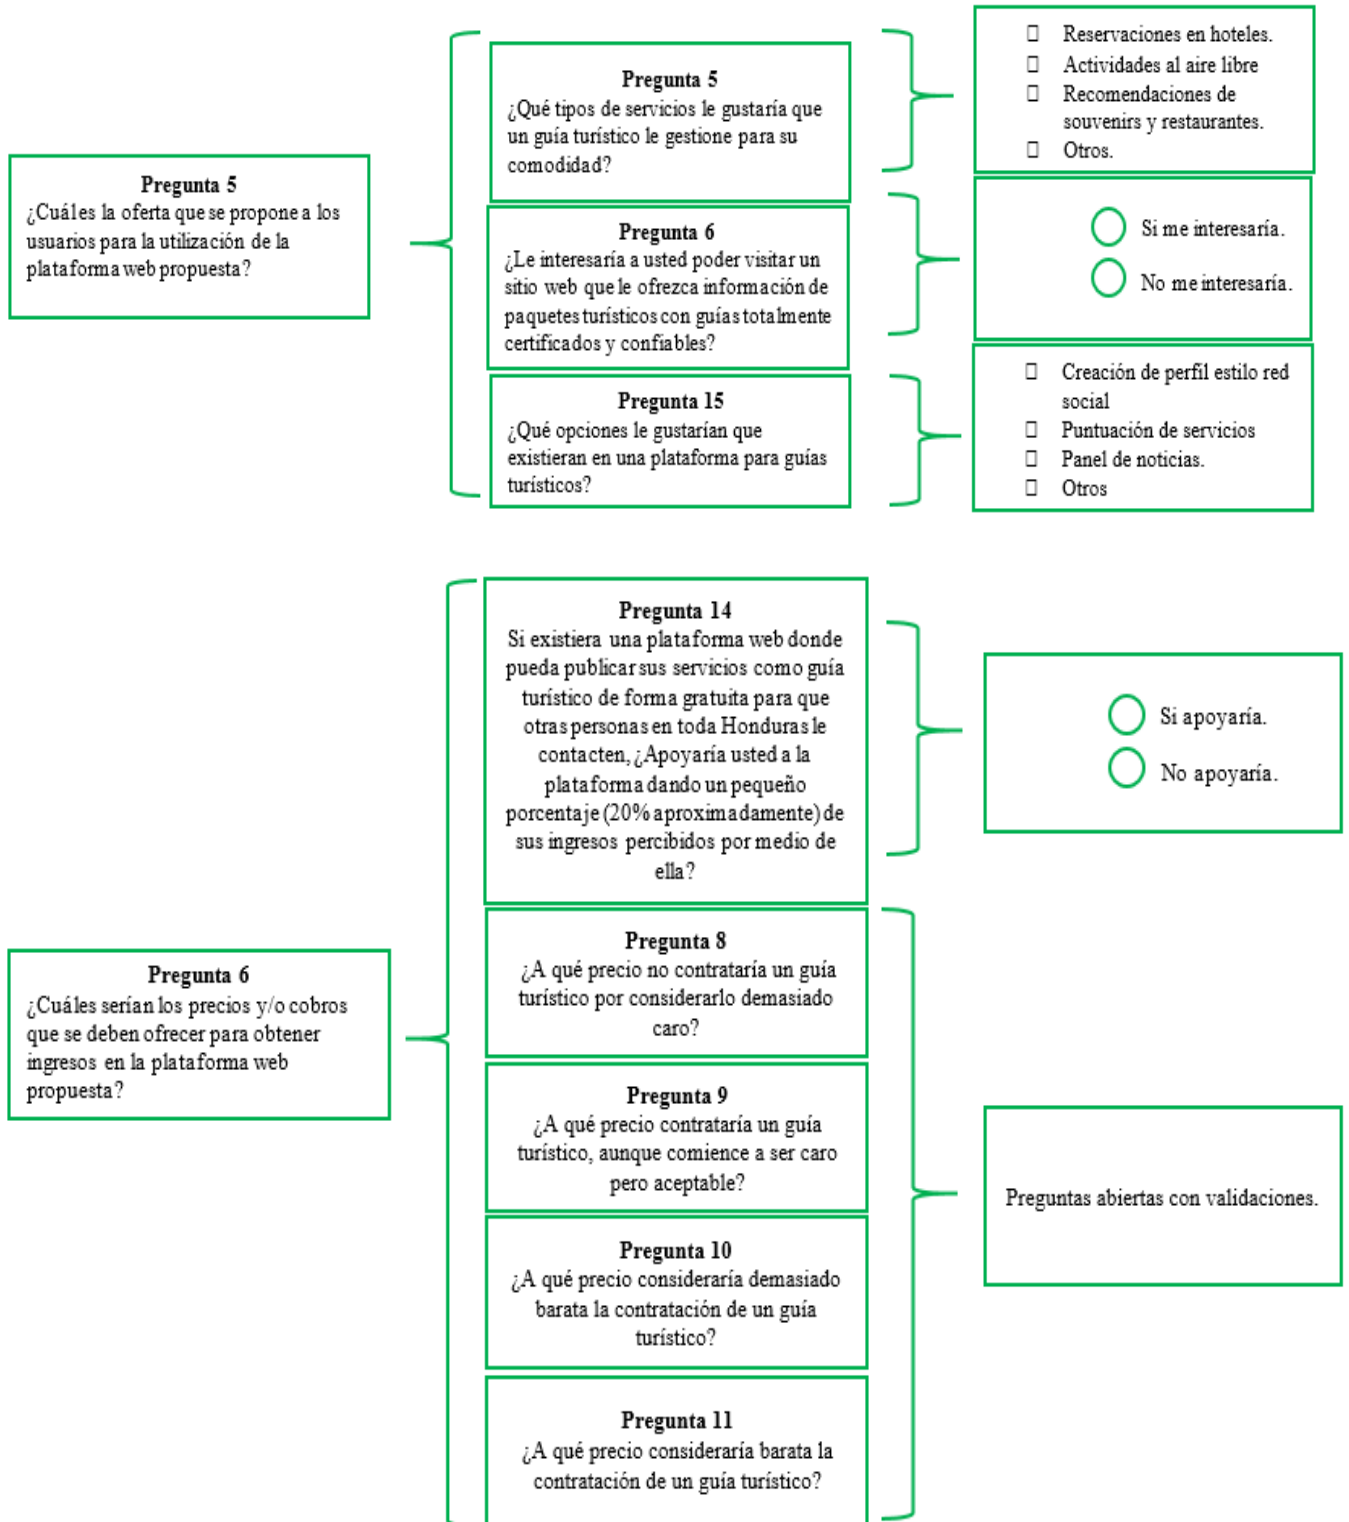 Pregunta 5
¿Cuál es la oferta que se propone a los
usuarios para la utilización de la
plataforma web propuesta?
Pregunta 5
¿Qué tipos de servicios le gustaría que
un guía turístico le gestione para su
comodidad?
Reservaciones en hoteles.
Actividades al aire libre
Recomendaciones de
souvenirs y restaurantes.
Otros.
Pregunta 6
¿Le interesaría a usted poder visitar un
sitio web que le ofrezca información de
paquetes turísticos con guías totalmente
certificados y confiables?
Si me interesaría.
No me interesaría.
Pregunta 15
¿Qué opciones le gustarían que
existieran en una plataforma para guías
turísticos?
Creación de perfil estilo red
social
Puntuación de servicios
Panel de noticias.
Otros
Pregunta 6
¿Cuáles serían los precios y/o cobros
que se deben ofrecer para obtener
ingresos en la plataforma web
propuesta?
Pregunta 14
Si existiera una plataforma web donde
pueda publicar sus servicios como guía
turístico de forma gratuita para que
otras personas en toda Honduras le
contacten, ¿Apoyaría usted a la
plataforma dando un pequeño
porcentaje (20% aproximadamente) de
sus ingresos percibidos por medio de
ella?
Si apoyaría.
No apoyaría.
Pregunta 8
¿A qué precio no contrataría un guía
turístico por considerarlo demasiado
caro?
Pregunta 9
¿A qué precio contrataría un guía
turístico, aunque comience a ser caro
pero aceptable?
Pregunta 10
¿A qué precio consideraría demasiado
barata la contratación de un guía
turístico?
Pregunta 11
¿A qué precio consideraría barata la
contratación de un guía turístico?
Preguntas abiertas con validaciones.